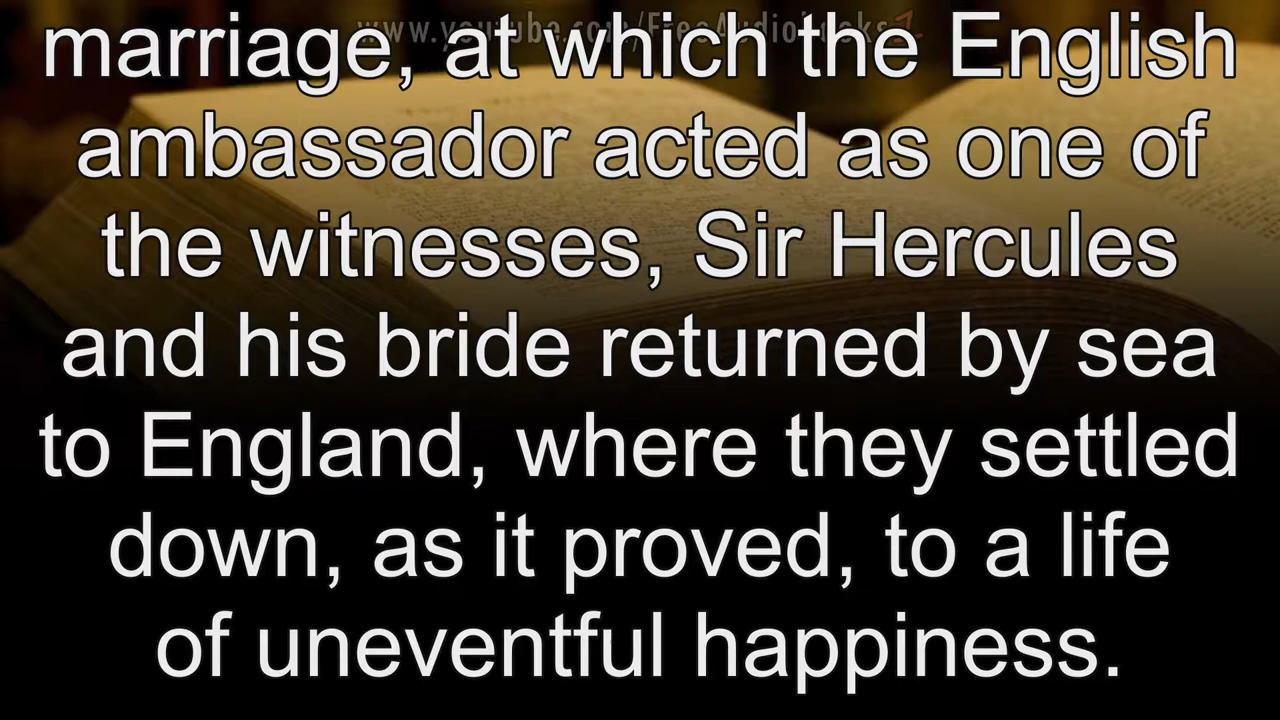 www.youtube.com/FreeAudiobooks1
marriage, at which the English
ambassador acted as one of
the witnesses, Sir Hercules
and his bride returned by sea
to England, where they settled
down, as it proved, to a life
of uneventful happiness.